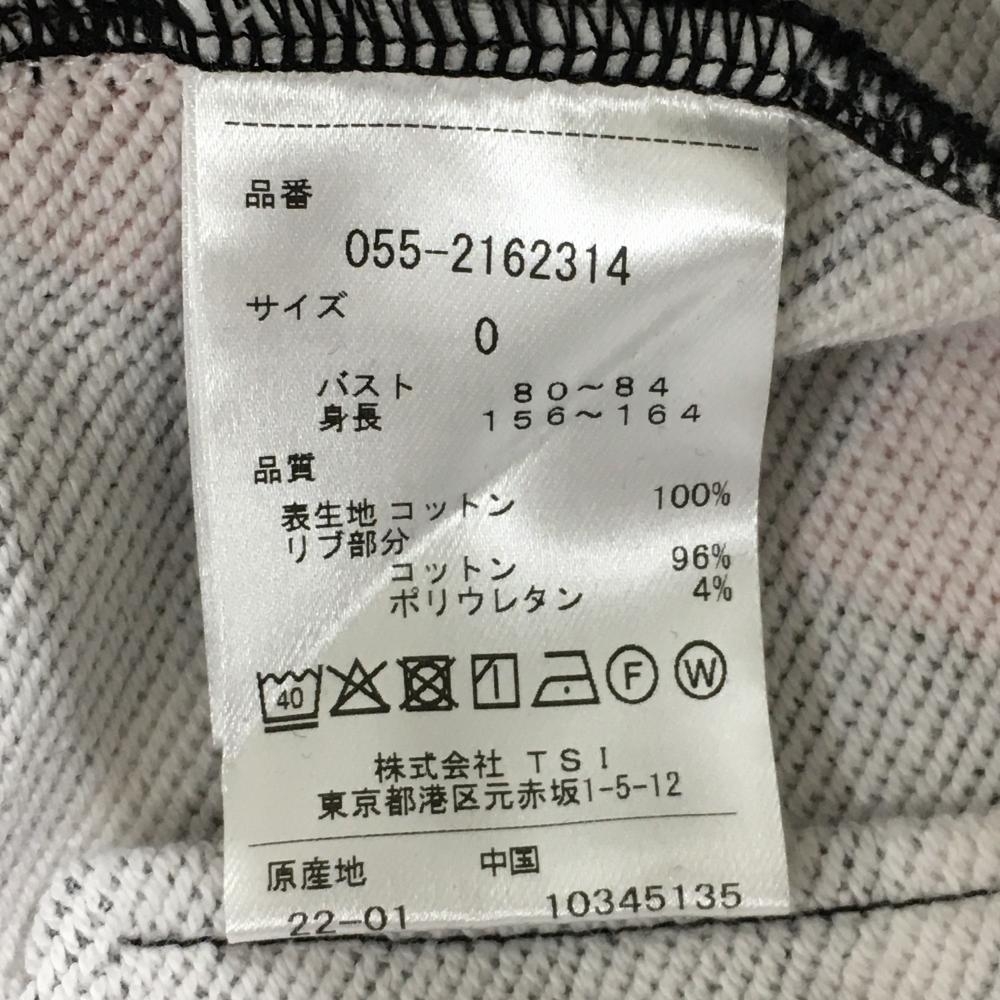 品番
055-2162314
サイズ
0
バスト 80〜84
身長 156〜164
品質
表生地 コットン 100%
リブ部分
コットン 96%
ポリウレタン 4%
40 F W
株式会社 TSI
東京都港区元赤坂1-5-12
原産地 中国
22-01 10345135